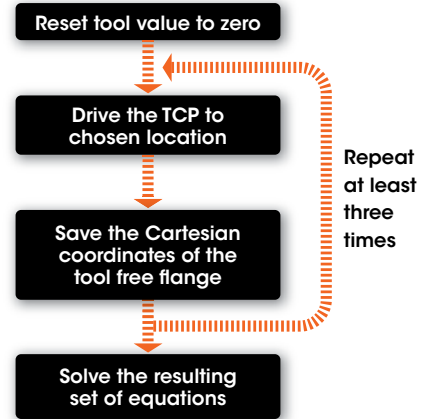 Reset tool value to zero
Drive the TCP to
chosen location
Repeat
at least
three
times
Save the Cartesian
coordinates of the
tool free flange
Solve the resulting
set of equations